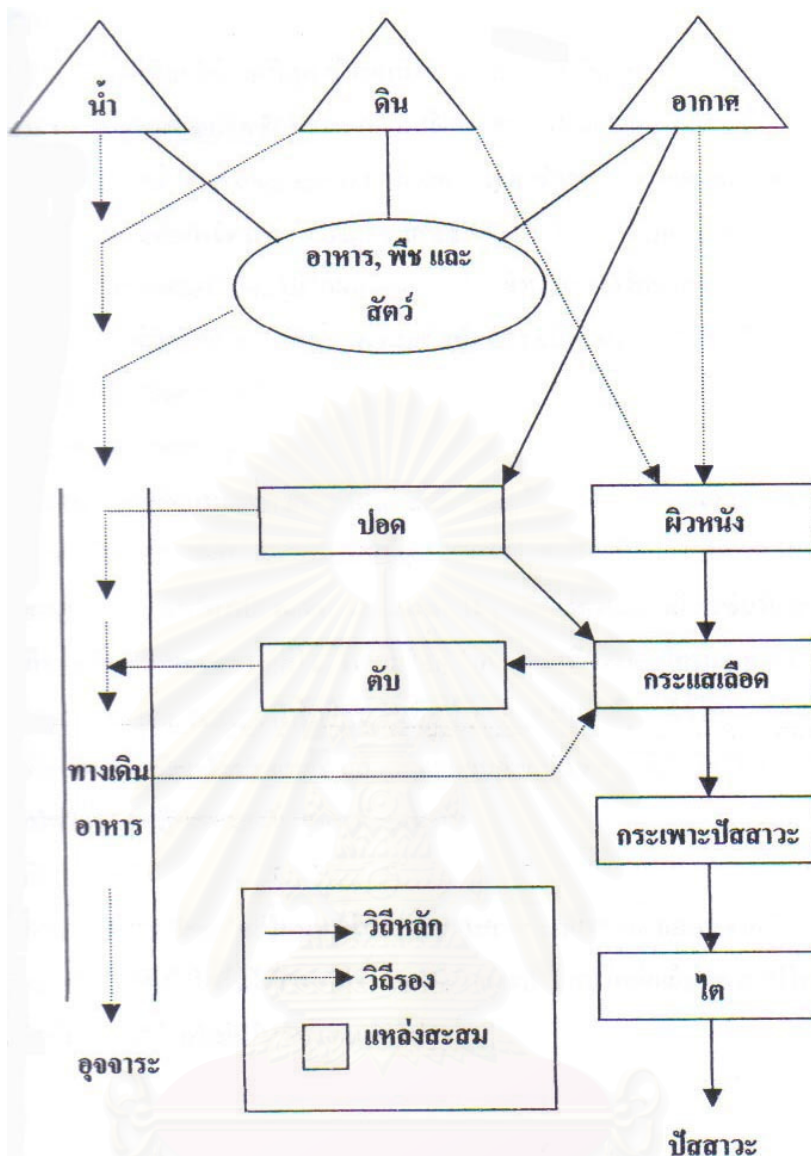 น้ำ
ดิน
อากาศ
อาหาร, พืช และ
สัตว์
ปอด
ผิวหนัง
ตับ
กระแสเลือด
ทางเดิน
อาหาร
กระเพาะปัสสาวะ
วิถีหลัก
วิถีรอง
แหล่งสะสม
ไต
อุจจาระ
ปัสสาวะ